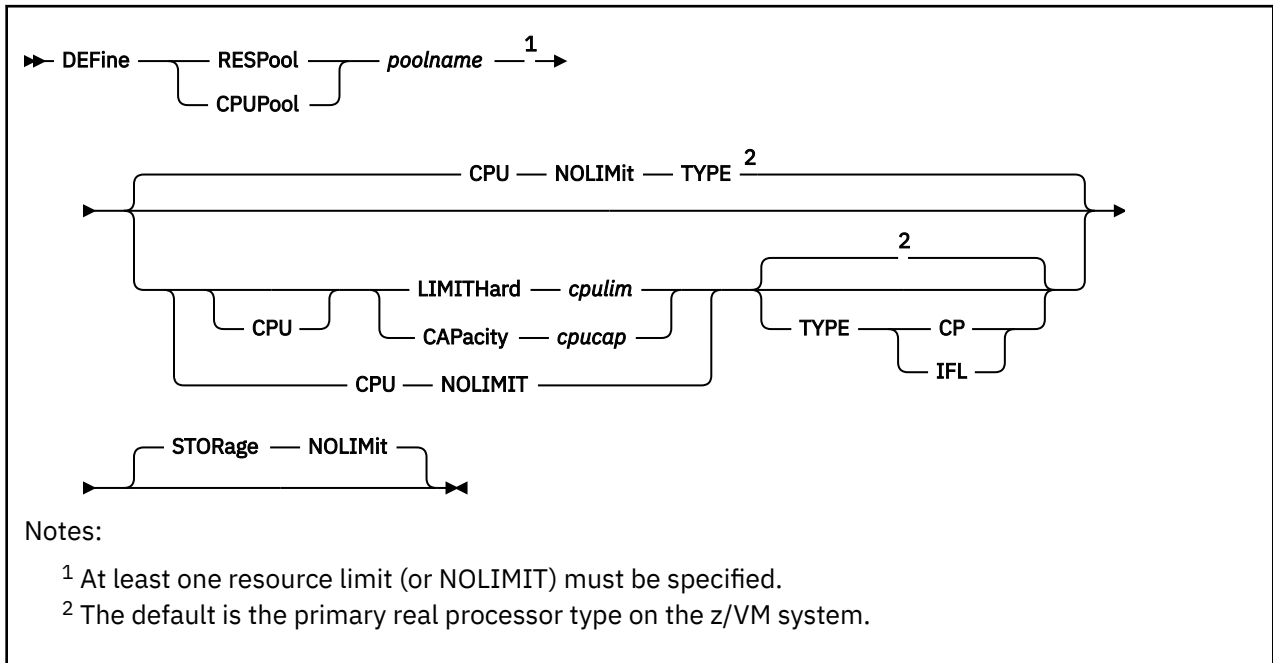 DEFine RESPool poolname 1
CPUPool
CPU NOLIMit TYPE 2
2
LIMITHard cpulim
CPU TYPE CP
CAPacity cpucap
IFL
CPU NOLIMIT
STORage NOLIMit
Notes:
1 At least one resource limit (or NOLIMIT) must be specified.
2 The default is the primary real processor type on the z/VM system.